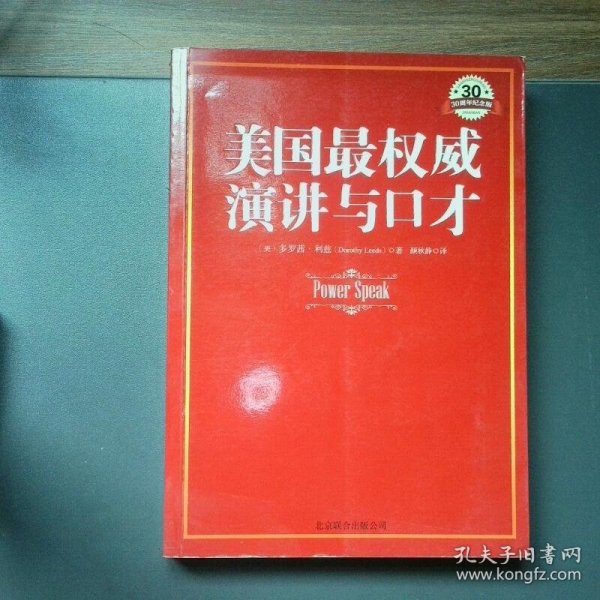 30
30周年纪念版
美国最权威
演讲与口才
（美）多罗茜·利兹（Dorothy Leeds）◎著 颜秋静◎译
Power Speak
北京联合出版公司
孔夫子旧书网
www.kongfz.com